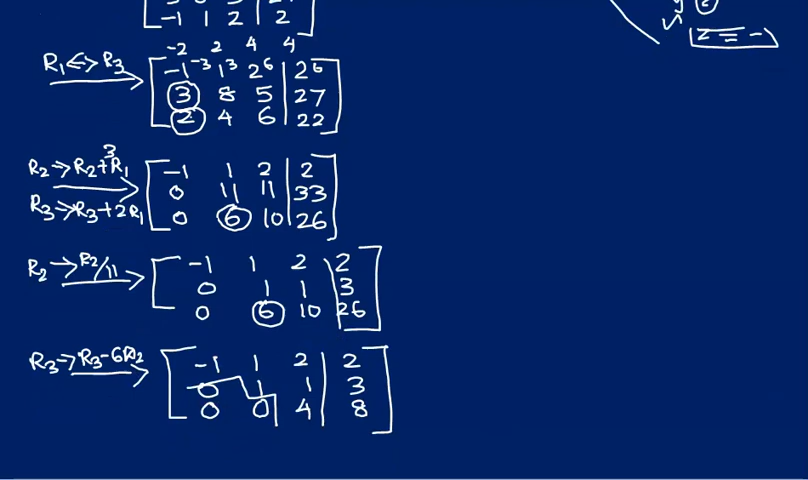 -1 1 2 | 2
z = -
-2 2 4 4
R1 <-> R3
-1 -3 1 3 2 6 | 2 6
3 8 5 | 27
2 4 6 | 22
R2 -> R2 + 3R1
-1 1 2 | 2
0 11 11 | 33
R3 -> R3 + 2R1
0 6 10 | 26
R2 -> R2/11
-1 1 2 | 2
0 1 1 | 3
0 6 10 | 26
R3 -> R3 - 6R2
-1 1 2 | 2
0 1 1 | 3
0 0 4 | 8